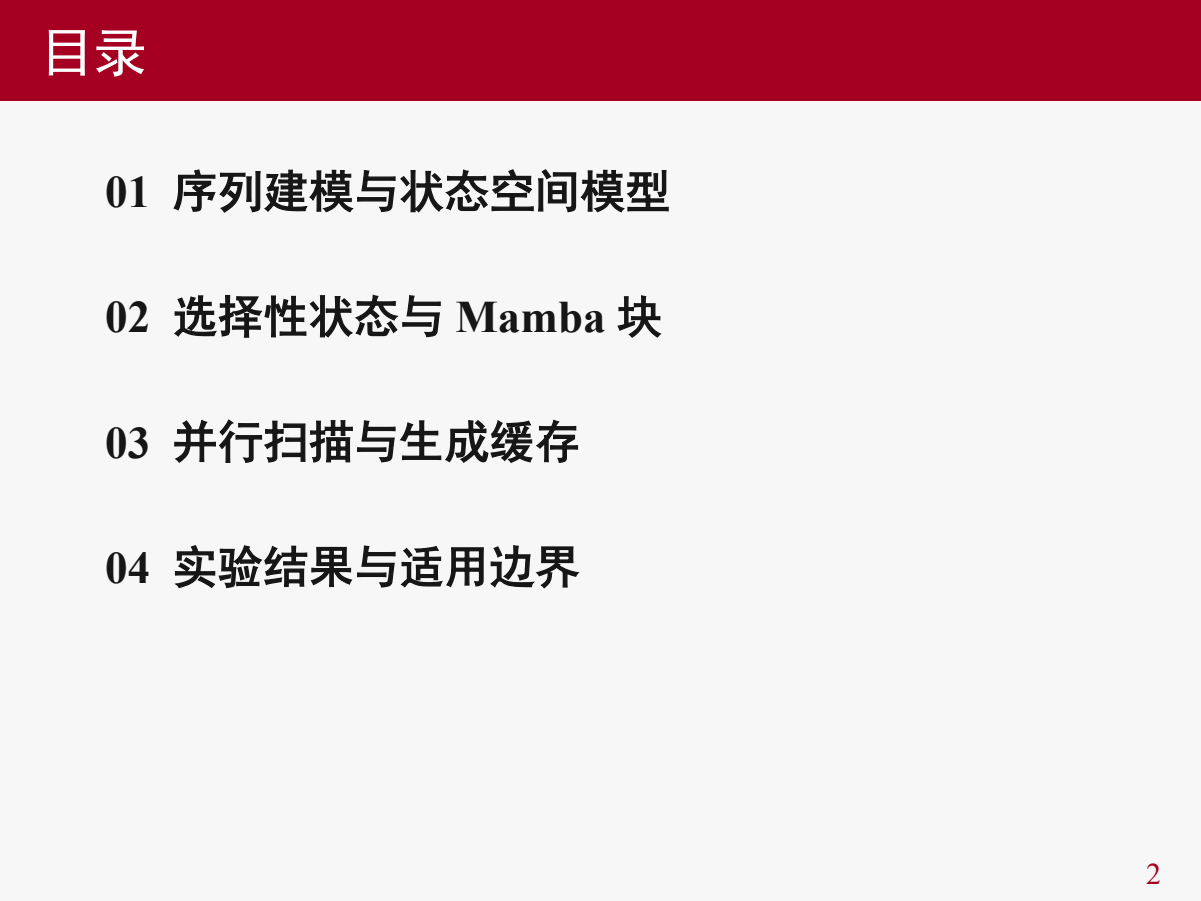 目录
01 序列建模与状态空间模型
02 选择性状态与 Mamba 块
03 并行扫描与生成缓存
04 实验结果与适用边界
2